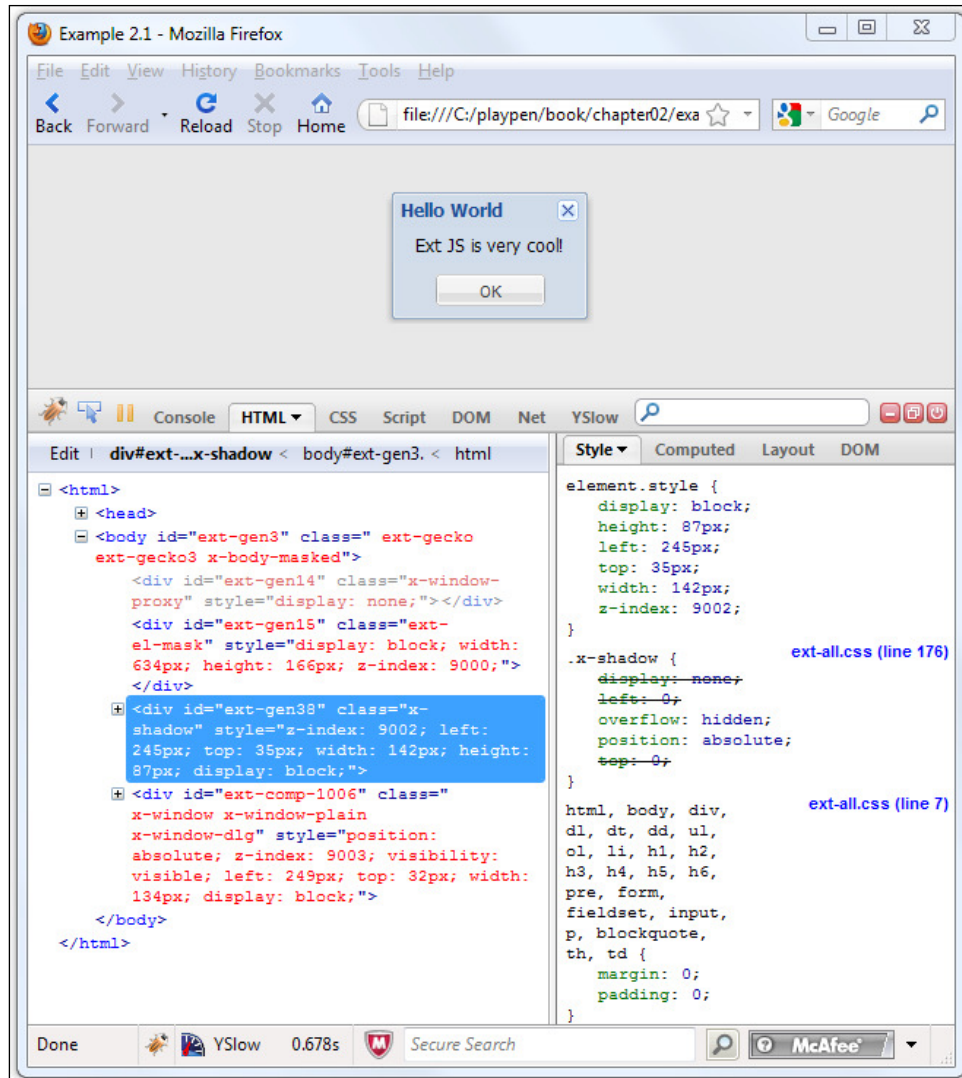 Example 2.1 - Mozilla Firefox
File Edit View History Bookmarks Tools Help
Back Forward Reload Stop Home file:///C:/playpen/book/chapter02/exa Google
Hello World
Ext JS is very cool!
OK
Console HTML CSS Script DOM Net YSlow
Edit div#ext-...x-shadow < body#ext-gen3. < html
Style Computed Layout DOM
<html>
<head>
<body id="ext-gen3" class=" ext-gecko
ext-gecko3 x-body-masked">
<div id="ext-gen14" class="x-window-
proxy" style="display: none;"></div>
<div id="ext-gen15" class="ext-
el-mask" style="display: block; width:
634px; height: 166px; z-index: 9000;">
</div>
<div id="ext-gen38" class="x-
shadow" style="z-index: 9002; left:
245px; top: 35px; width: 142px; height:
87px; display: block;">
<div id="ext-comp-1006" class="
x-window x-window-plain
x-window-dlg" style="position:
absolute; z-index: 9003; visibility:
visible; left: 249px; top: 32px; width:
134px; display: block;">
</body>
</html>
element.style {
display: block;
height: 87px;
left: 245px;
top: 35px;
width: 142px;
z-index: 9002;
}
.x-shadow { ext-all.css (line 176)
display: none;
left: 0;
overflow: hidden;
position: absolute;
top: 0;
}
html, body, div, ext-all.css (line 7)
dl, dt, dd, ul,
ol, li, h1, h2,
h3, h4, h5, h6,
pre, form,
fieldset, input,
p, blockquote,
th, td {
margin: 0;
padding: 0;
}
Done YSlow 0.678s Secure Search McAfee